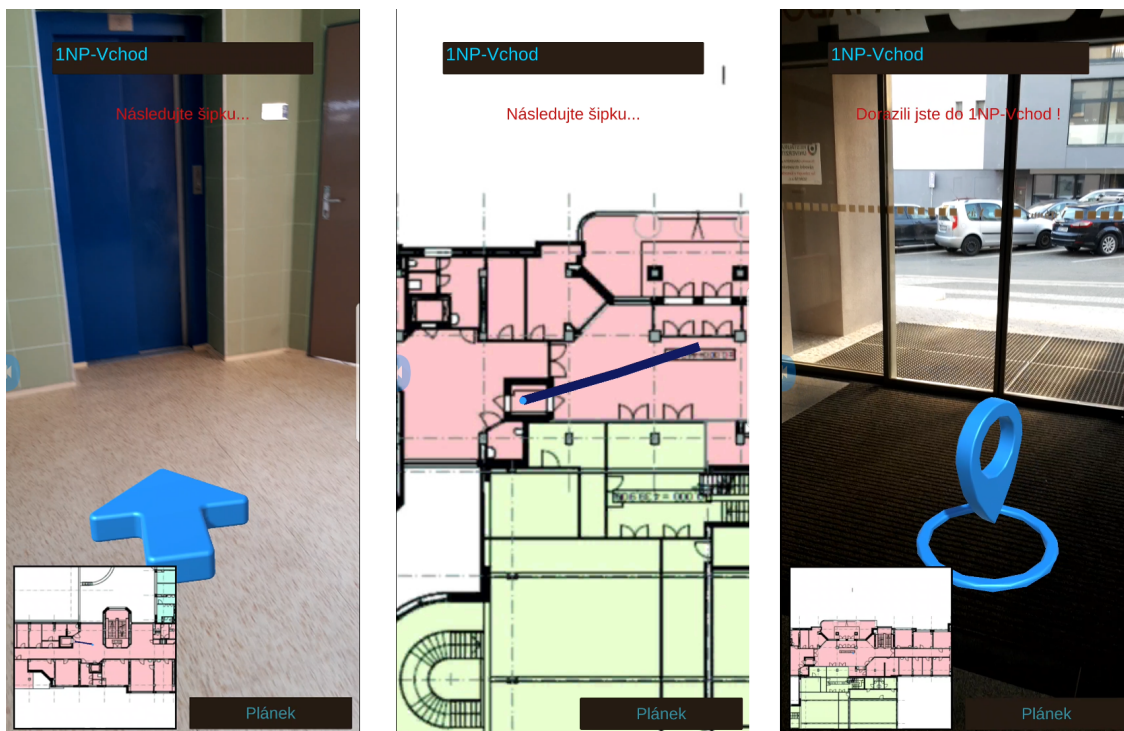 1NP-Vchod
Následujte šipku...
1NP-Vchod
Následujte šipku...
Plánek
1NP-Vchod
Dorazili jste do 1NP-Vchod !
Plánek
Plánek